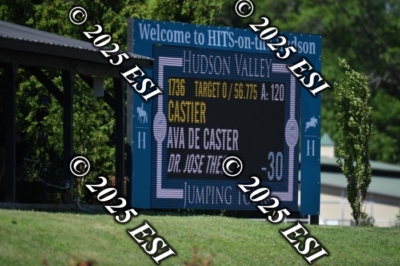 Welcome to HITS-on-the-Hudson
HUDSON VALLEY
1736 TARGET 0/ 56.775 A: 120
CASTIER
AVA DE CASTER
DR. JOSE THE
-30
H
H
JUMPING
© 2025 ESI
© 2025 ESI
© 2025 ESI
© 2025 ESI